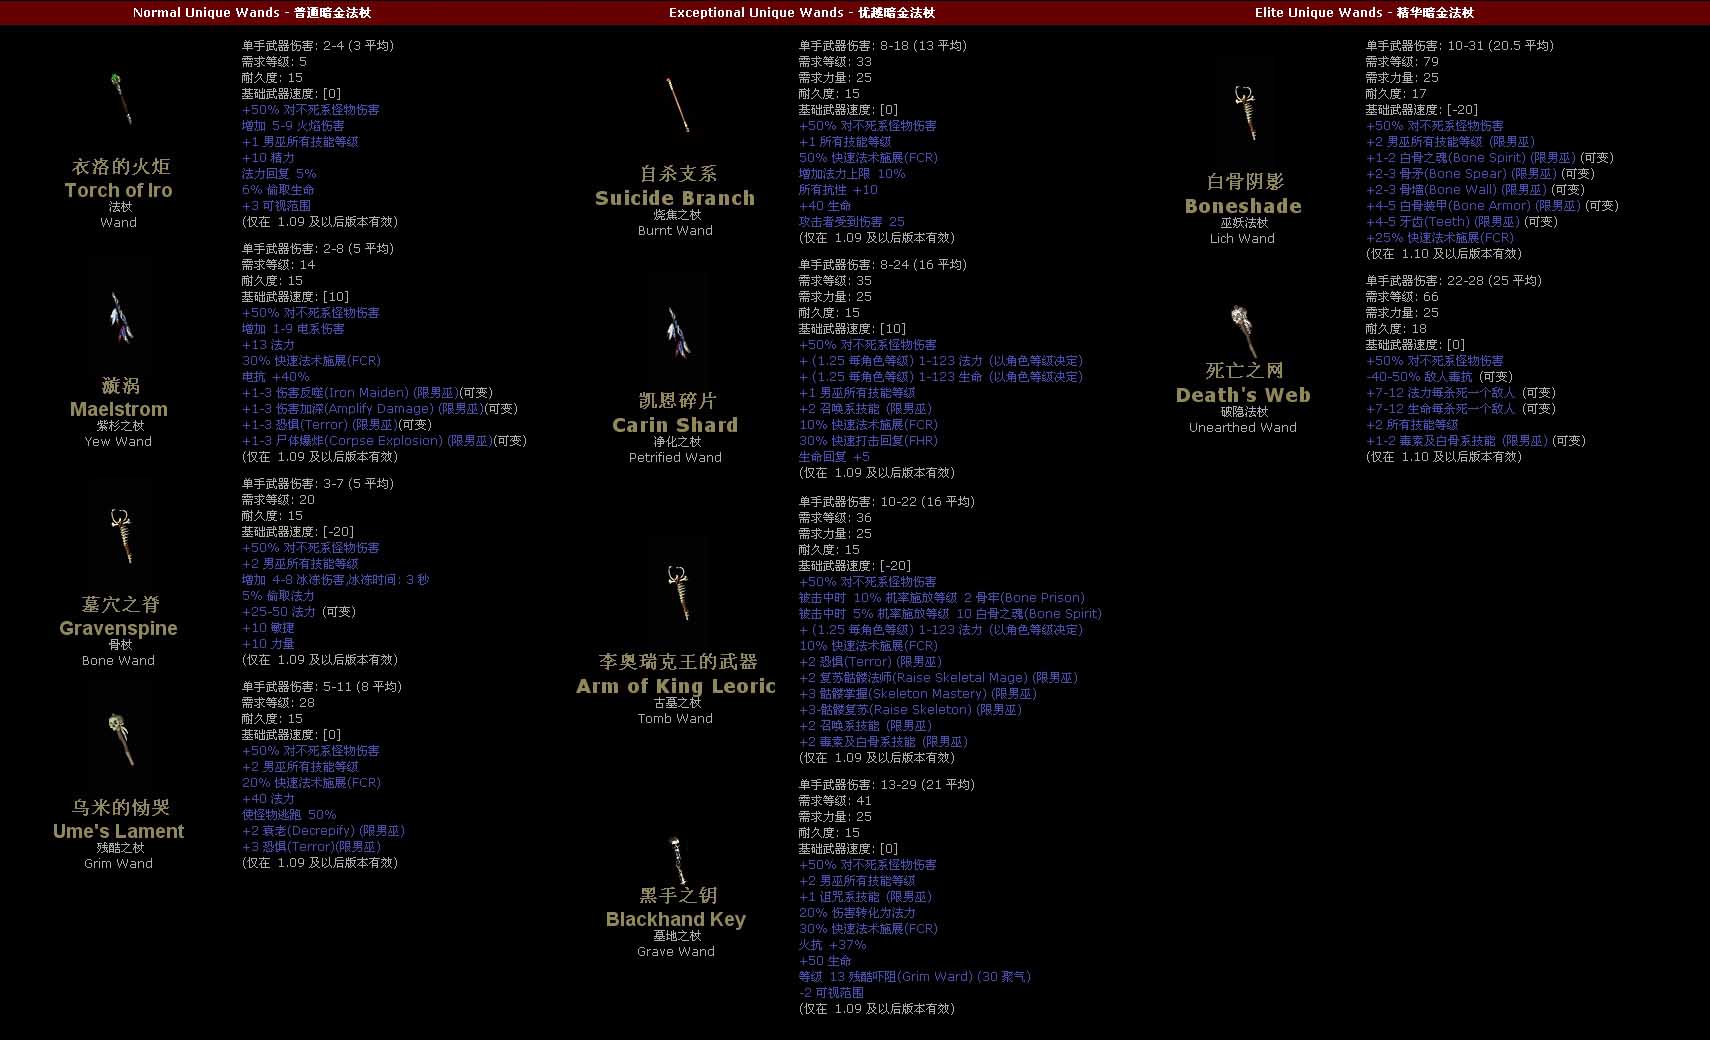 Normal Unique Wands - 普通暗金法杖
衣洛的火炬
Torch of Iro
法杖
Wand
单手武器伤害: 2-4 (3 平均)
需求等级: 5
耐久度: 15
基础武器速度: [0]
+50% 对不死系怪物伤害
增加 5-9 火焰伤害
+1 男巫所有技能等级
+10 精力
法力回复 5%
6% 偷取生命
+3 可视范围
(仅在 1.09 及以后版本有效)
漩涡
Maelstrom
紫杉之杖
Yew Wand
单手武器伤害: 2-8 (5 平均)
需求等级: 14
耐久度: 15
基础武器速度: [10]
+50% 对不死系怪物伤害
增加 1-9 电系伤害
+13 法力
30% 快速法术施展(FCR)
电抗 +40%
+1-3 伤害反噬(Iron Maiden) (限男巫)(可变)
+1-3 伤害加深(Amplify Damage) (限男巫)(可变)
+1-3 恐惧(Terror) (限男巫)(可变)
+1-3 尸体爆炸(Corpse Explosion) (限男巫)(可变)
(仅在 1.09 及以后版本有效)
墓穴之脊
Gravenspine
骨杖
Bone Wand
单手武器伤害: 3-7 (5 平均)
需求等级: 20
耐久度: 15
基础武器速度: [-20]
+50% 对不死系怪物伤害
+2 男巫所有技能等级
增加 4-8 冰冻伤害,冰冻时间: 3 秒
5% 偷取法力
+25-50 法力 (可变)
+10 敏捷
+10 力量
(仅在 1.09 及以后版本有效)
乌米的恸哭
Ume's Lament
残酷之杖
Grim Wand
单手武器伤害: 5-11 (8 平均)
需求等级: 28
耐久度: 15
基础武器速度: [0]
+50% 对不死系怪物伤害
+2 男巫所有技能等级
20% 快速法术施展(FCR)
+40 法力
使怪物逃跑 50%
+2 衰老(Decrepify) (限男巫)
+3 恐惧(Terror)(限男巫)
(仅在 1.09 及以后版本有效)
Exceptional Unique Wands - 优越暗金法杖
自杀支系
Suicide Branch
烧焦之杖
Burnt Wand
单手武器伤害: 8-18 (13 平均)
需求等级: 33
需求力量: 25
耐久度: 15
基础武器速度: [0]
+50% 对不死系怪物伤害
+1 所有技能等级
50% 快速法术施展(FCR)
增加法力上限 10%
所有抗性 +10
+40 生命
攻击者受到伤害 25
(仅在 1.09 及以后版本有效)
凯恩碎片
Carin Shard
净化之杖
Petrified Wand
单手武器伤害: 8-24 (16 平均)
需求等级: 35
需求力量: 25
耐久度: 15
基础武器速度: [10]
+50% 对不死系怪物伤害
+ (1.25 每角色等级) 1-123 法力 (以角色等级决定)
+ (1.25 每角色等级) 1-123 生命 (以角色等级决定)
+1 男巫所有技能等级
+2 召唤系技能 (限男巫)
10% 快速法术施展(FCR)
30% 快速打击回复(FHR)
生命回复 +5
(仅在 1.09 及以后版本有效)
李奥瑞克王的武器
Arm of King Leoric
古墓之杖
Tomb Wand
单手武器伤害: 10-22 (16 平均)
需求等级: 36
需求力量: 25
耐久度: 15
基础武器速度: [-20]
+50% 对不死系怪物伤害
被击中时 10% 机率施放等级 2 骨牢(Bone Prison)
被击中时 5% 机率施放等级 10 白骨之魂(Bone Spirit)
+ (1.25 每角色等级) 1-123 法力 (以角色等级决定)
10% 快速法术施展(FCR)
+2 恐惧(Terror) (限男巫)
+2 复苏骷髅法师(Raise Skeletal Mage) (限男巫)
+3 骷髅掌握(Skeleton Mastery) (限男巫)
+3-骷髅复苏(Raise Skeleton) (限男巫)
+2 召唤系技能 (限男巫)
+2 毒素及白骨系技能 (限男巫)
(仅在 1.09 及以后版本有效)
黑手之钥
Blackhand Key
墓地之杖
Grave Wand
单手武器伤害: 13-29 (21 平均)
需求等级: 41
需求力量: 25
耐久度: 15
基础武器速度: [0]
+50% 对不死系怪物伤害
+2 男巫所有技能等级
+1 诅咒系技能 (限男巫)
20% 伤害转化为法力
30% 快速法术施展(FCR)
火抗 +37%
+50 生命
等级 13 残酷吓阻(Grim Ward) (30 聚气)
-2 可视范围
(仅在 1.09 及以后版本有效)
Elite Unique Wands - 精华暗金法杖
白骨阴影
Boneshade
巫妖法杖
Lich Wand
单手武器伤害: 10-31 (20.5 平均)
需求等级: 79
需求力量: 25
耐久度: 17
基础武器速度: [-20]
+50% 对不死系怪物伤害
+2 男巫所有技能等级 (限男巫)
+1-2 白骨之魂(Bone Spirit) (限男巫) (可变)
+2-3 骨矛(Bone Spear) (限男巫) (可变)
+2-3 骨墙(Bone Wall) (限男巫) (可变)
+4-5 白骨装甲(Bone Armor) (限男巫) (可变)
+4-5 牙齿(Teeth) (限男巫) (可变)
+25% 快速法术施展(FCR)
(仅在 1.10 及以后版本有效)
死亡之网
Death's Web
破隐法杖
Unearthed Wand
单手武器伤害: 22-28 (25 平均)
需求等级: 66
需求力量: 25
耐久度: 18
基础武器速度: [0]
+50% 对不死系怪物伤害
-40-50% 敌人毒抗 (可变)
+7-12 法力每杀死一个敌人 (可变)
+7-12 生命每杀死一个敌人 (可变)
+2 所有技能等级
+1-2 毒素及白骨系技能 (限男巫) (可变)
(仅在 1.10 及以后版本有效)